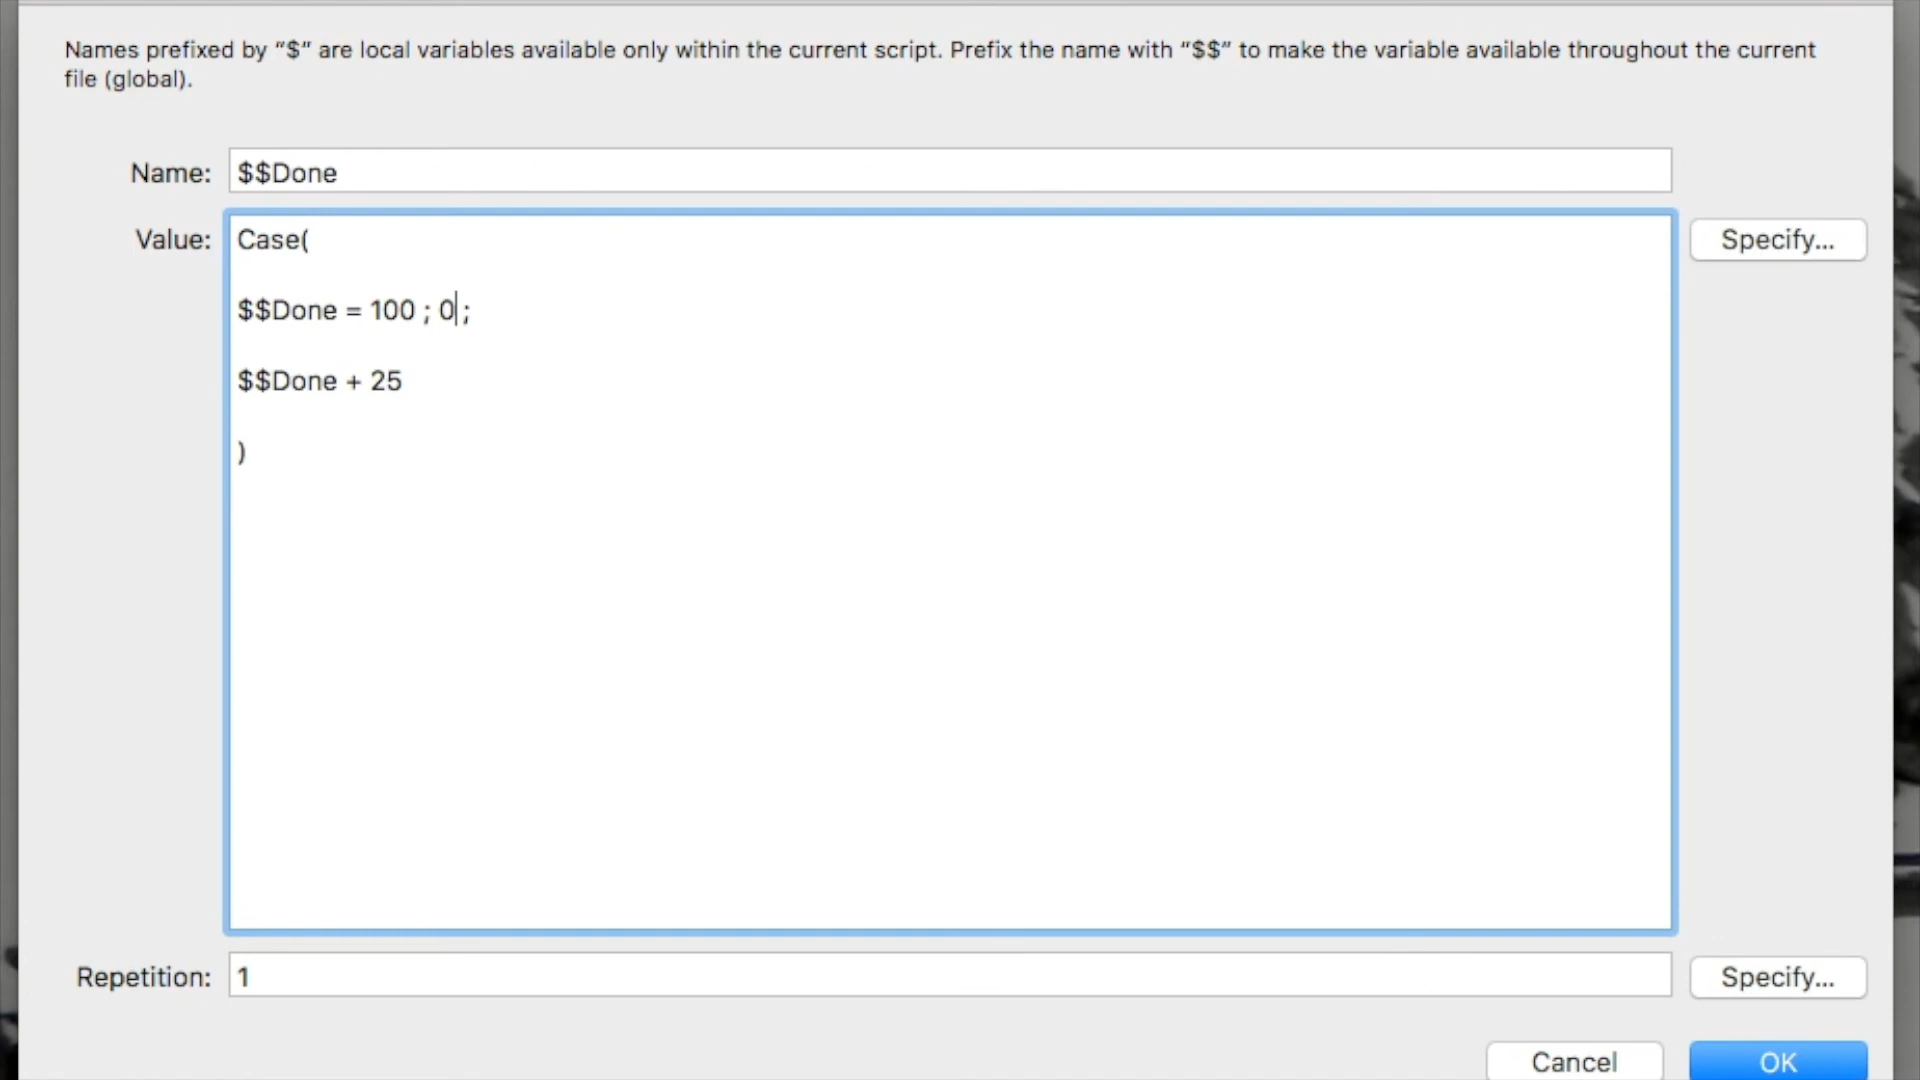 Names prefixed by “$” are local variables available only within the current script. Prefix the name with “$$” to make the variable available throughout the current
file (global).
Name: $$Done
Value: Case( Specify...
$$Done = 100 ; 0 ;
$$Done + 25
)
Repetition: 1 Specify...
Cancel OK